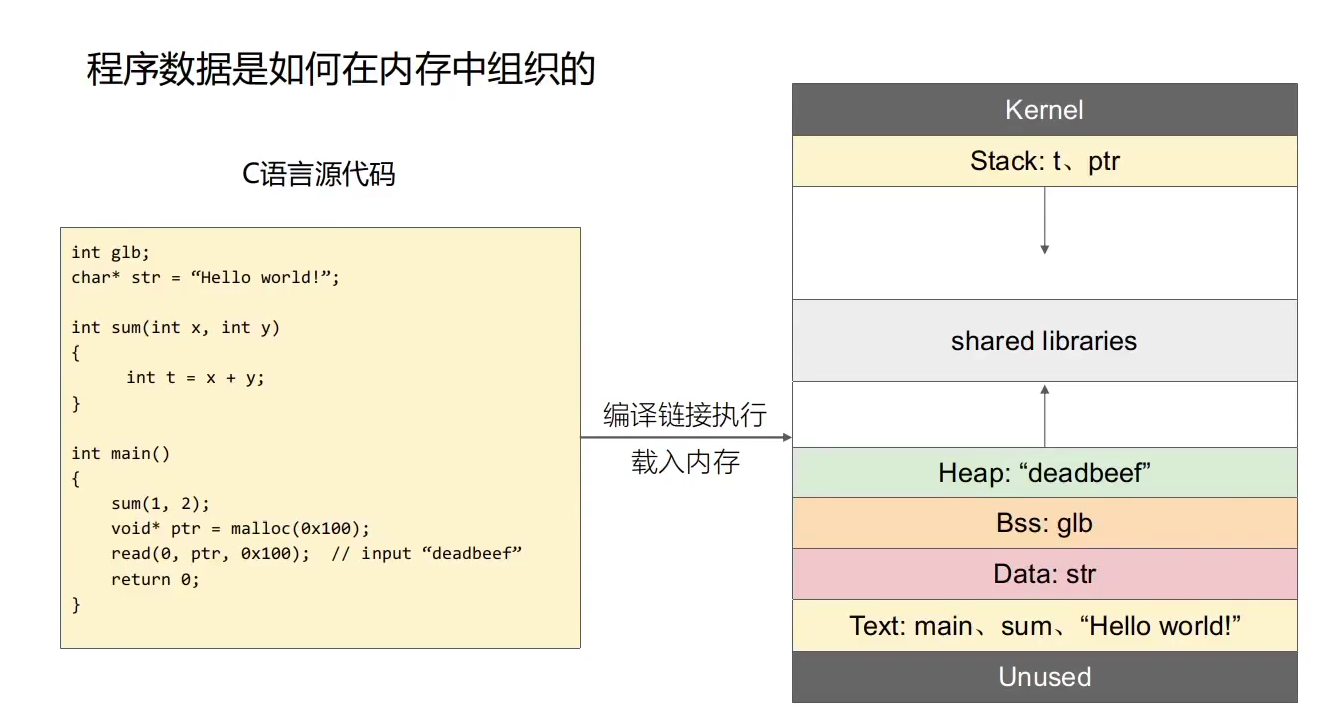 程序数据是如何在内存中组织的
C语言源代码
int glb;
char* str = “Hello world!”;
int sum(int x, int y)
{
int t = x + y;
}
int main()
{
sum(1, 2);
void* ptr = malloc(0x100);
read(0, ptr, 0x100); // input “deadbeef”
return 0;
}
编译链接执行
载入内存
Kernel
Stack: t、ptr
shared libraries
Heap: “deadbeef”
Bss: glb
Data: str
Text: main、sum、“Hello world!”
Unused